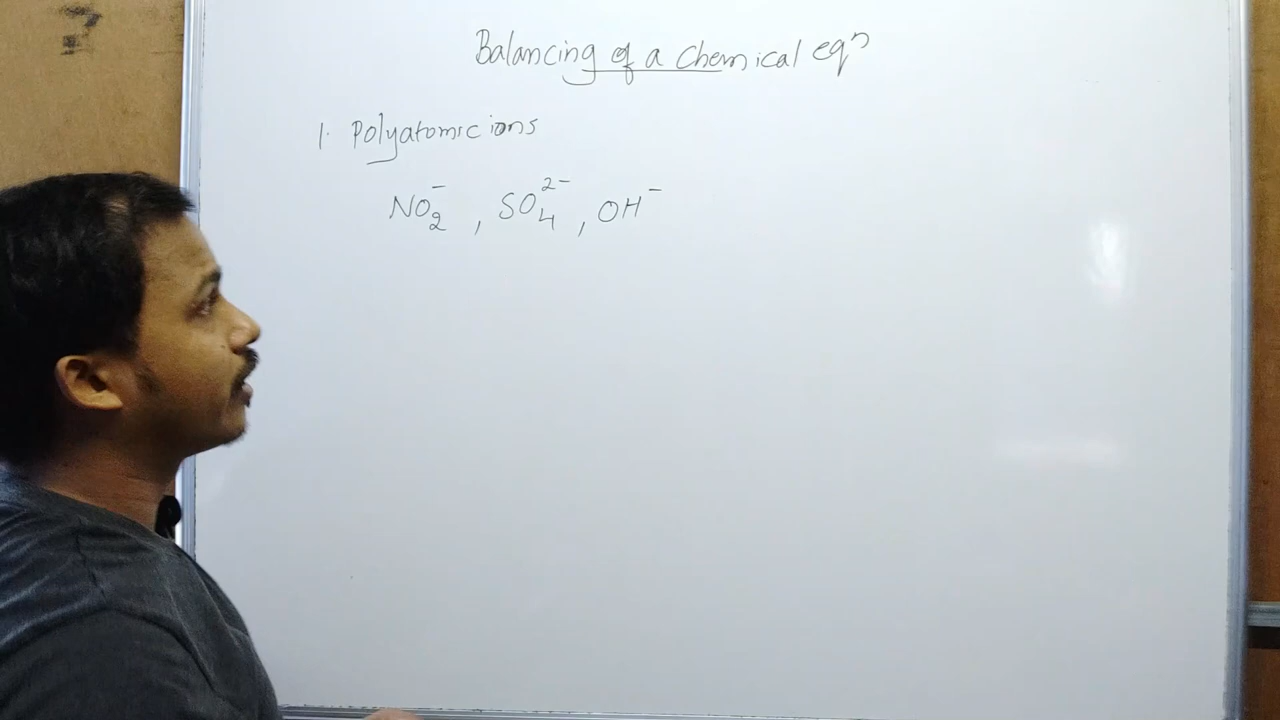 Balancing of a chemical eqⁿ
1. Polyatomic ions
NO₂⁻, SO₄²⁻, OH⁻